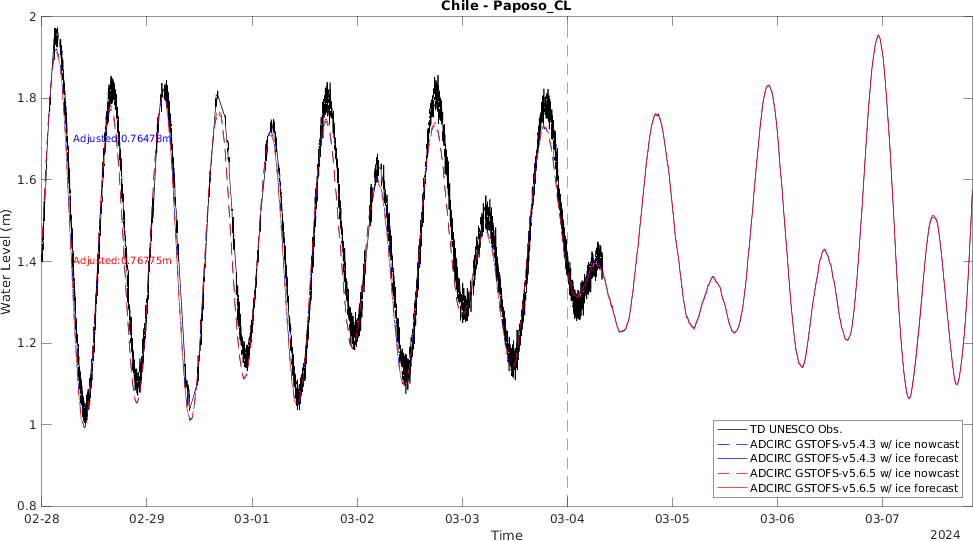 Chile - Paposo_CL
2
1.8
1.6
1.4
1.2
1
0.8
Water Level (m)
Adjusted:0.76473m
Adjusted:0.76775m
TD UNESCO Obs.
ADCIRC GSTOFS-v5.4.3 w/ ice nowcast
ADCIRC GSTOFS-v5.4.3 w/ ice forecast
ADCIRC GSTOFS-v5.6.5 w/ ice nowcast
ADCIRC GSTOFS-v5.6.5 w/ ice forecast
02-28 02-29 03-01 03-02 03-03 03-04 03-05 03-06 03-07
Time
2024